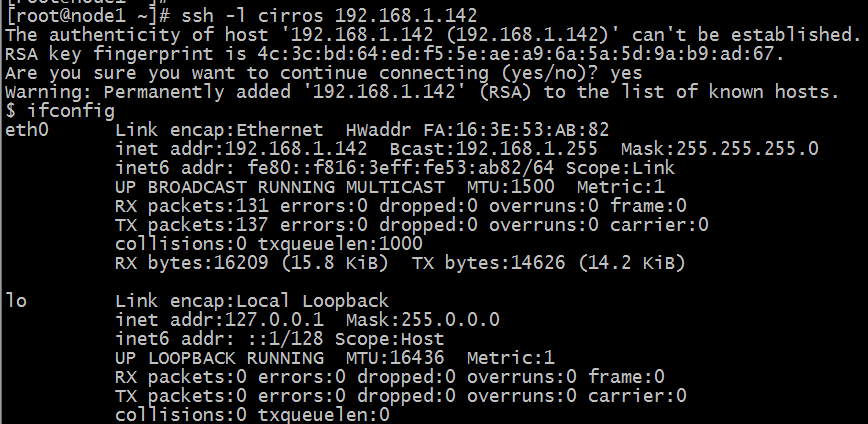 [root@node1 ~]#
[root@node1 ~]# ssh -l cirros 192.168.1.142
The authenticity of host '192.168.1.142 (192.168.1.142)' can't be established.
RSA key fingerprint is 4c:3c:bd:64:ed:f5:5e:ae:a9:6a:5a:5d:9a:b9:ad:67.
Are you sure you want to continue connecting (yes/no)? yes
Warning: Permanently added '192.168.1.142' (RSA) to the list of known hosts.
$ ifconfig
eth0      Link encap:Ethernet  HWaddr FA:16:3E:53:AB:82
          inet addr:192.168.1.142  Bcast:192.168.1.255  Mask:255.255.255.0
          inet6 addr: fe80::f816:3eff:fe53:ab82/64 Scope:Link
          UP BROADCAST RUNNING MULTICAST  MTU:1500  Metric:1
          RX packets:131 errors:0 dropped:0 overruns:0 frame:0
          TX packets:137 errors:0 dropped:0 overruns:0 carrier:0
          collisions:0 txqueuelen:1000
          RX bytes:16209 (15.8 KiB)  TX bytes:14626 (14.2 KiB)
lo        Link encap:Local Loopback
          inet addr:127.0.0.1  Mask:255.0.0.0
          inet6 addr: ::1/128 Scope:Host
          UP LOOPBACK RUNNING  MTU:16436  Metric:1
          RX packets:0 errors:0 dropped:0 overruns:0 frame:0
          TX packets:0 errors:0 dropped:0 overruns:0 carrier:0
          collisions:0 txqueuelen:0